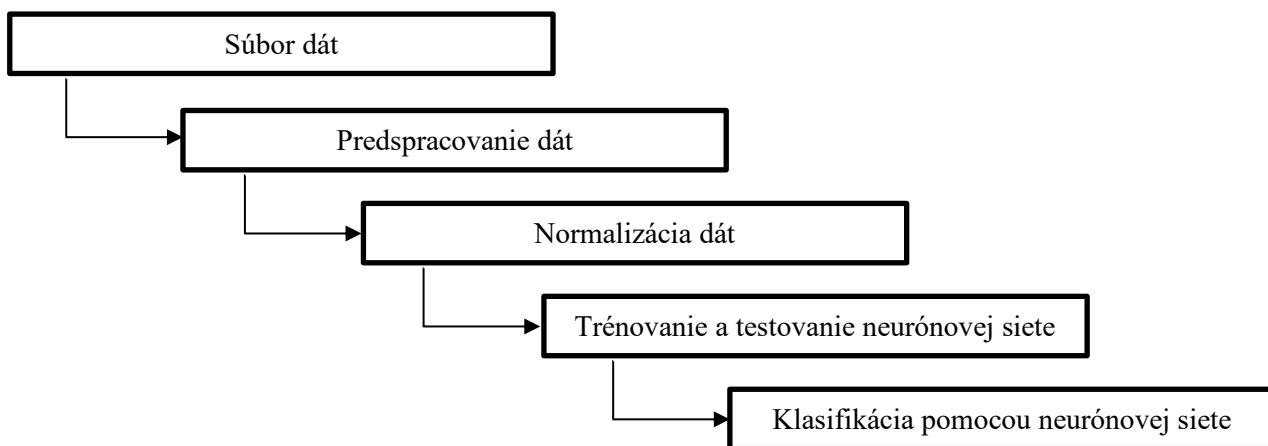 Súbor dát
Predspracovanie dát
Normalizácia dát
Trénovanie a testovanie neurónovej siete
Klasifikácia pomocou neurónovej siete